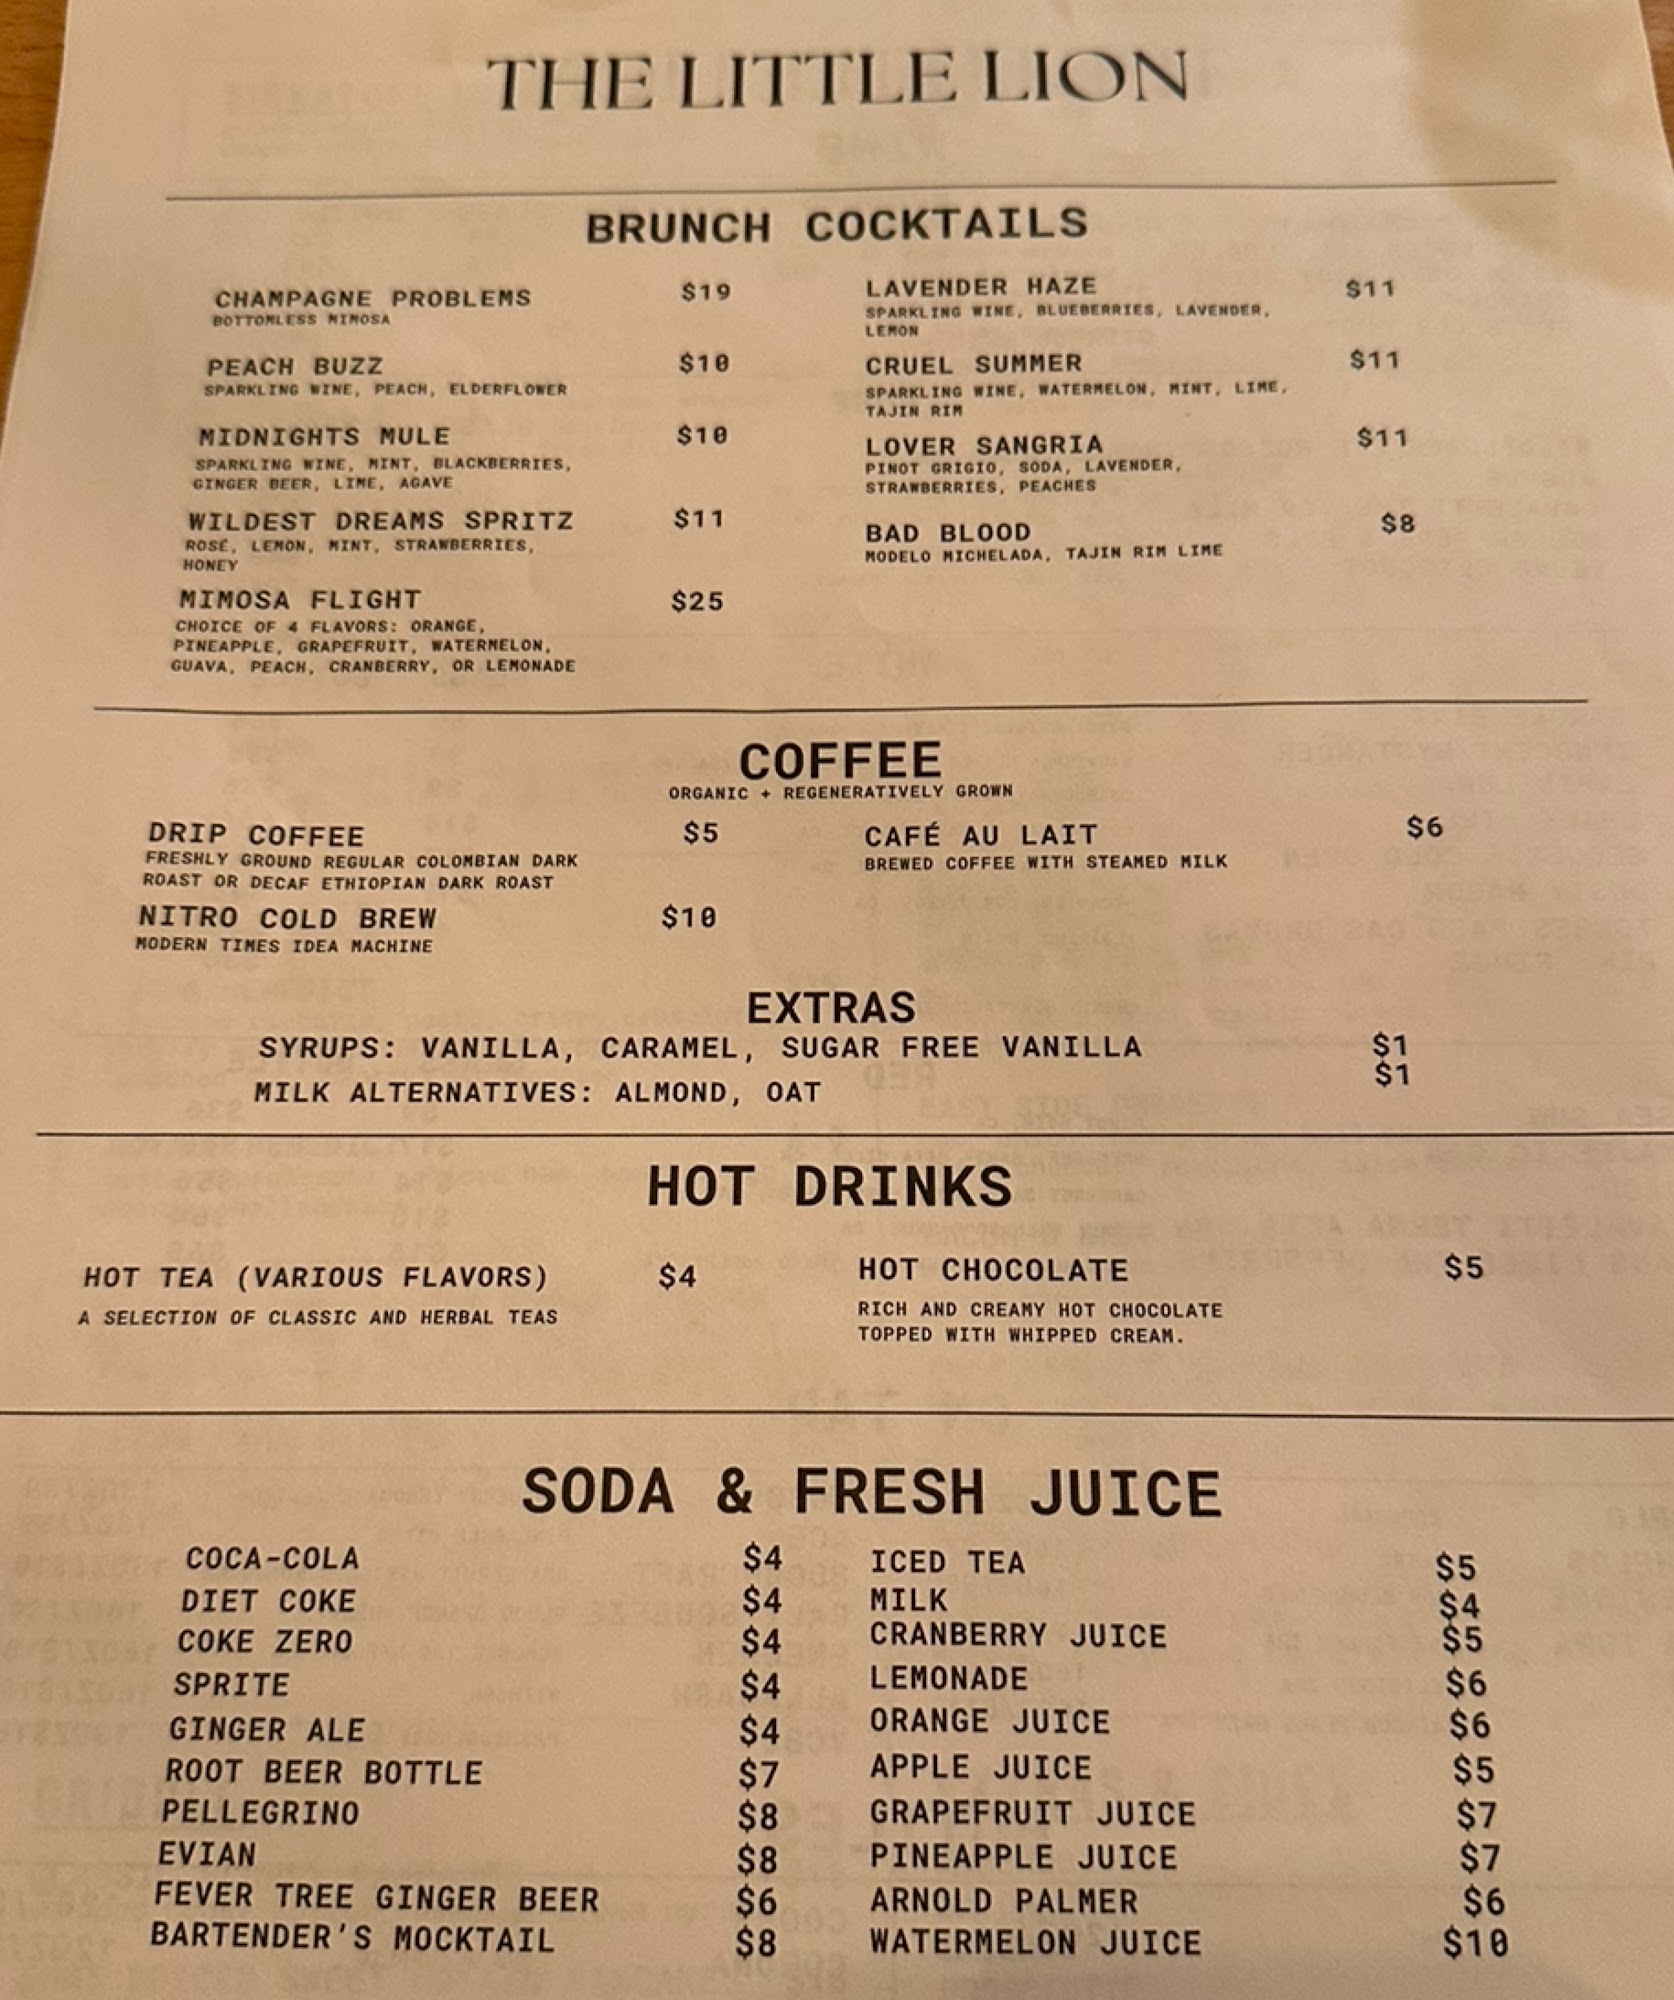 THE LITTLE LION
BRUNCH COCKTAILS
CHAMPAGNE PROBLEMS $19
BOTTOMLESS MIMOSA
PEACH BUZZ $10
SPARKLING WINE, PEACH, ELDERFLOWER
MIDNIGHTS MULE $10
SPARKLING WINE, MINT, BLACKBERRIES,
GINGER BEER, LIME, AGAVE
WILDEST DREAMS SPRITZ $11
ROSÉ, LEMON, MINT, STRAWBERRIES,
HONEY
MIMOSA FLIGHT $25
CHOICE OF 4 FLAVORS: ORANGE,
PINEAPPLE, GRAPEFRUIT, WATERMELON,
GUAVA, PEACH, CRANBERRY, OR LEMONADE
LAVENDER HAZE $11
SPARKLING WINE, BLUEBERRIES, LAVENDER,
LEMON
CRUEL SUMMER $11
SPARKLING WINE, WATERMELON, MINT, LIME,
TAJIN RIM
LOVER SANGRIA $11
PINOT GRIGIO, SODA, LAVENDER,
STRAWBERRIES, PEACHES
BAD BLOOD $8
MODELO MICHELADA, TAJIN RIM LIME
COFFEE
ORGANIC + REGENERATIVELY GROWN
DRIP COFFEE $5
FRESHLY GROUND REGULAR COLOMBIAN DARK
ROAST OR DECAF ETHIOPIAN DARK ROAST
NITRO COLD BREW $10
MODERN TIMES IDEA MACHINE
CAFÉ AU LAIT $6
BREWED COFFEE WITH STEAMED MILK
EXTRAS
SYRUPS: VANILLA, CARAMEL, SUGAR FREE VANILLA $1
MILK ALTERNATIVES: ALMOND, OAT $1
HOT DRINKS
HOT TEA (VARIOUS FLAVORS) $4
A SELECTION OF CLASSIC AND HERBAL TEAS
HOT CHOCOLATE $5
RICH AND CREAMY HOT CHOCOLATE
TOPPED WITH WHIPPED CREAM.
SODA & FRESH JUICE
COCA-COLA $4
DIET COKE $4
COKE ZERO $4
SPRITE $4
GINGER ALE $4
ROOT BEER BOTTLE $7
PELLEGRINO $8
EVIAN $8
FEVER TREE GINGER BEER $6
BARTENDER'S MOCKTAIL $8
ICED TEA $5
MILK $4
CRANBERRY JUICE $5
LEMONADE $6
ORANGE JUICE $6
APPLE JUICE $5
GRAPEFRUIT JUICE $7
PINEAPPLE JUICE $7
ARNOLD PALMER $6
WATERMELON JUICE $10